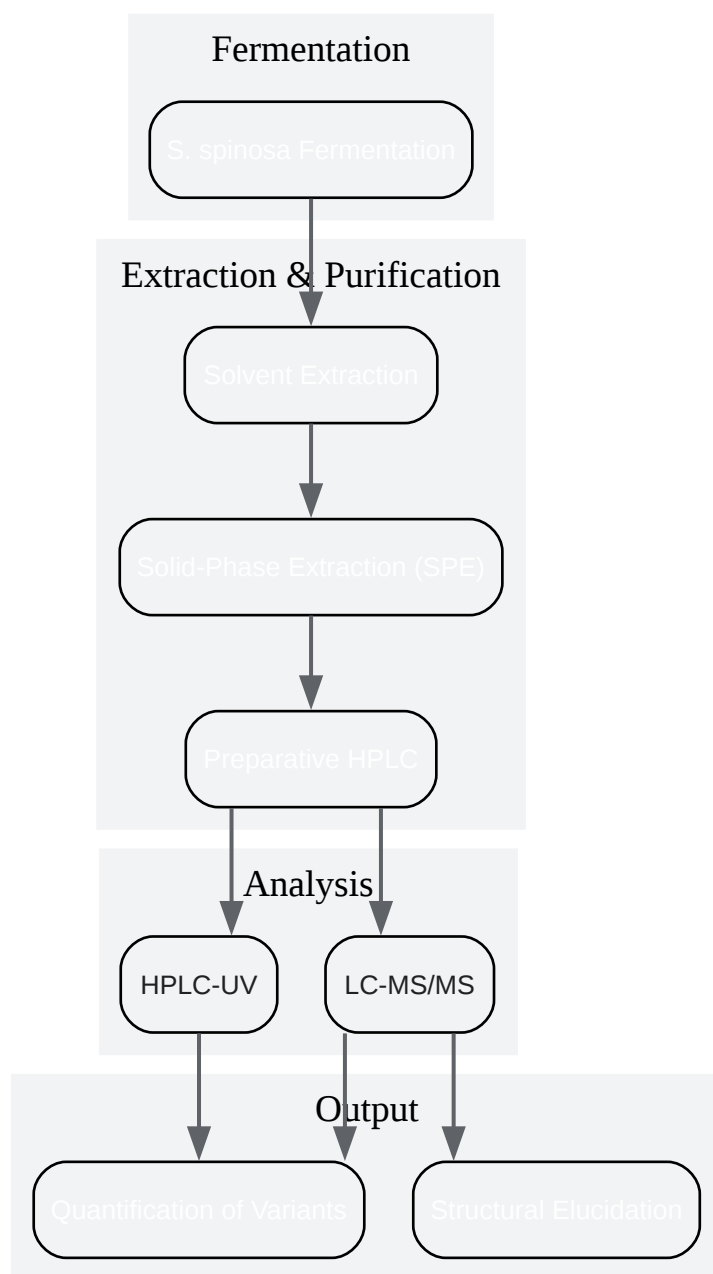 Fermentation
S. spinosa Fermentation
Extraction & Purification
Solvent Extraction
Solid-Phase Extraction (SPE)
Preparative HPLC
Analysis
HPLC-UV
LC-MS/MS
Output
Quantification of Variants
Structural Elucidation